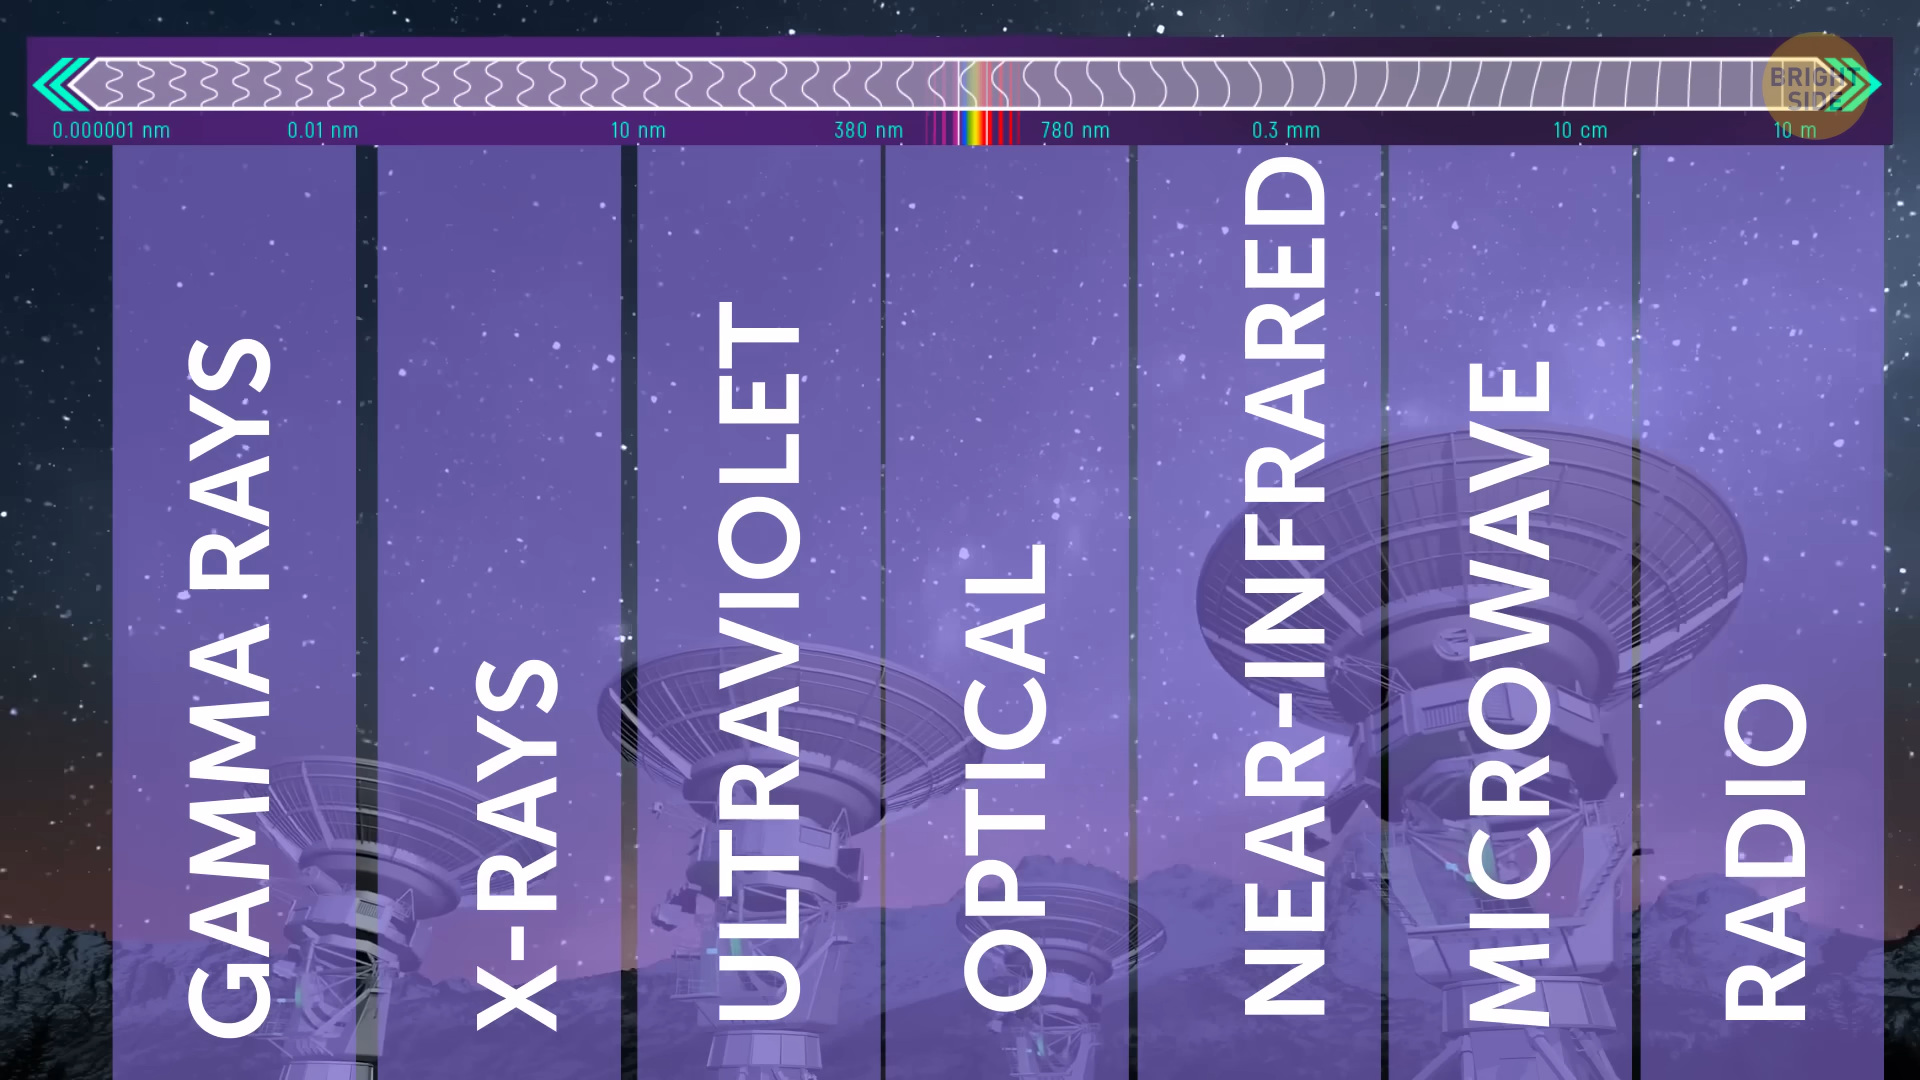 0.000001 nm
0.01 nm
10 nm
380 nm
780 nm
0.3 mm
10 cm
10 m
BRIGHT
SIDE
GAMMA RAYS
X-RAYS
ULTRAVIOLET
OPTICAL
NEAR-INFRARED
MICROWAVE
RADIO